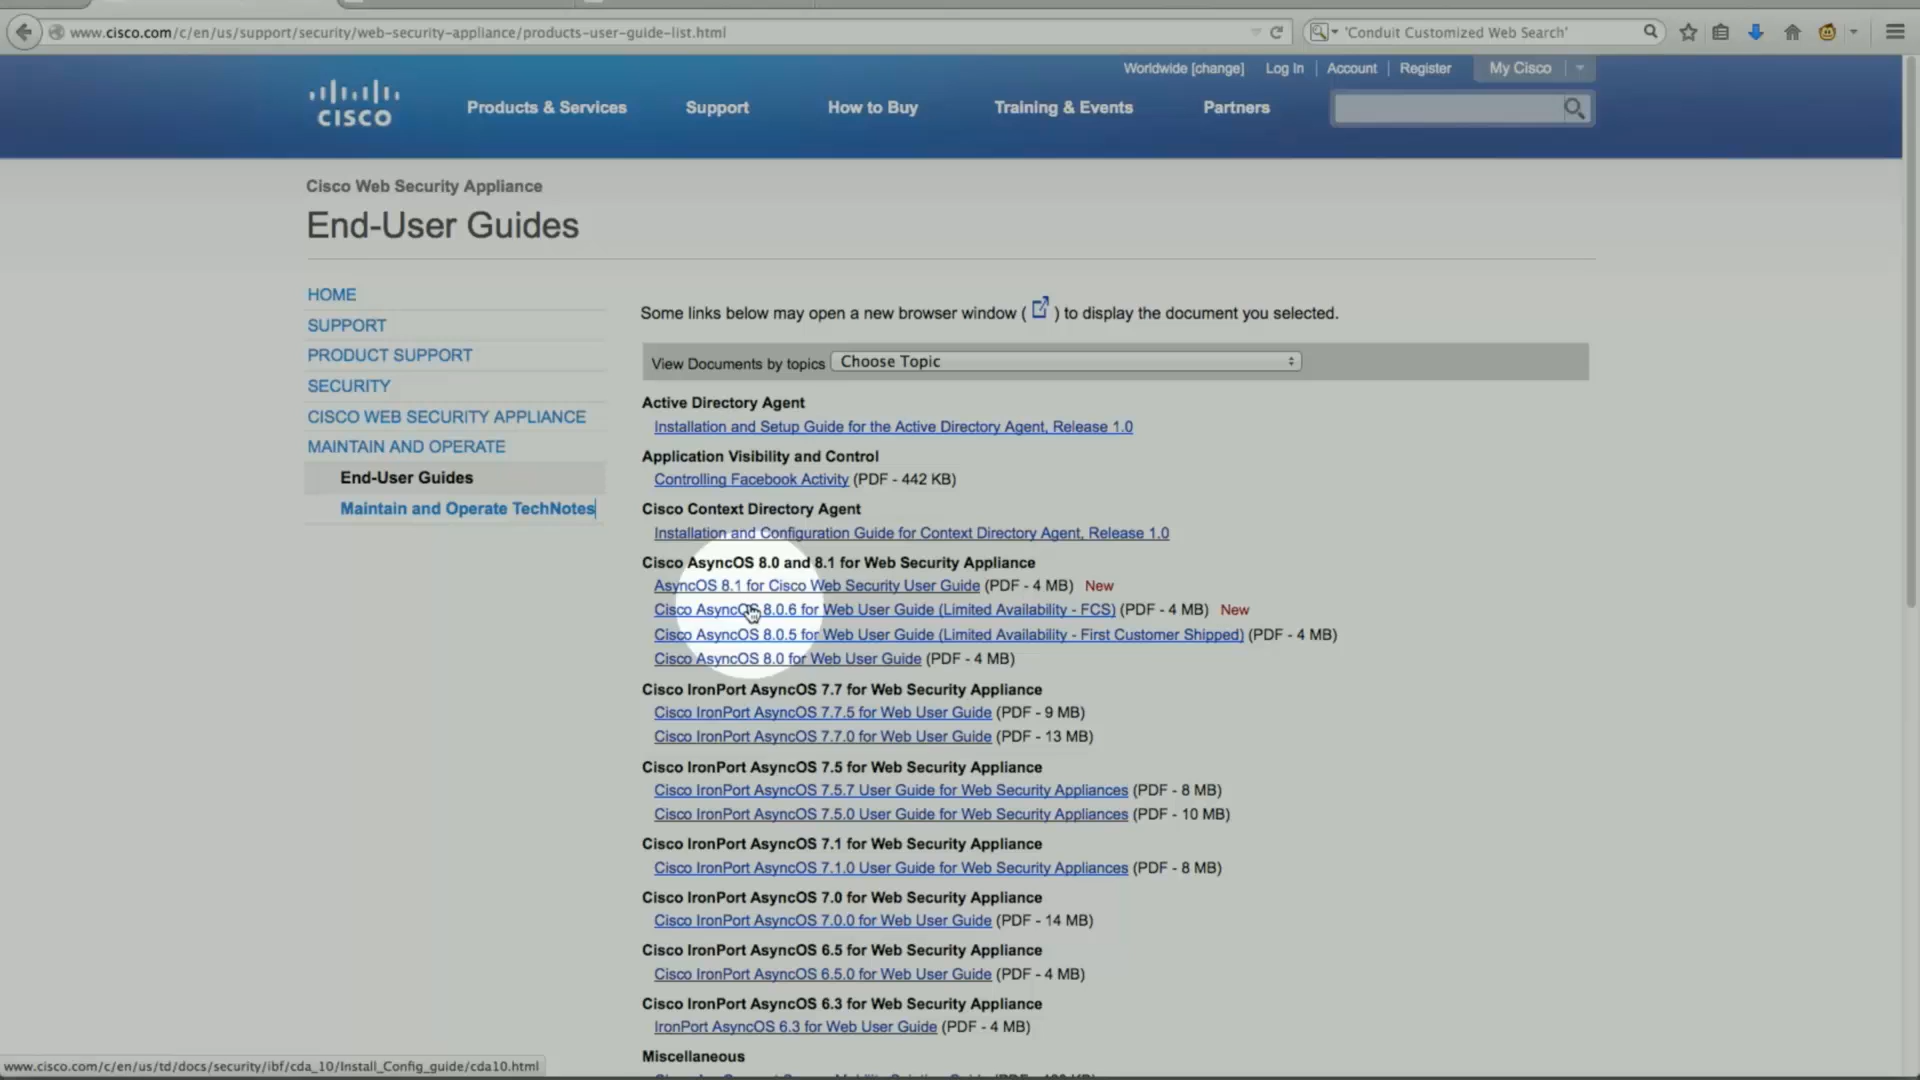 www.cisco.com/c/en/us/support/security/web-security-appliance/products-user-guide-list.html
'Conduit Customized Web Search'
Worldwide [change] Log In Account Register My Cisco
CISCO
Products & Services Support How to Buy Training & Events Partners
Cisco Web Security Appliance
End-User Guides
HOME
SUPPORT
PRODUCT SUPPORT
SECURITY
CISCO WEB SECURITY APPLIANCE
MAINTAIN AND OPERATE
End-User Guides
Maintain and Operate TechNotes
Some links below may open a new browser window ( ) to display the document you selected.
View Documents by topics Choose Topic
Active Directory Agent
Installation and Setup Guide for the Active Directory Agent, Release 1.0
Application Visibility and Control
Controlling Facebook Activity (PDF - 442 KB)
Cisco Context Directory Agent
Installation and Configuration Guide for Context Directory Agent, Release 1.0
Cisco AsyncOS 8.0 and 8.1 for Web Security Appliance
AsyncOS 8.1 for Cisco Web Security User Guide (PDF - 4 MB) New
Cisco AsyncOS 8.0.6 for Web User Guide (Limited Availability - FCS) (PDF - 4 MB) New
Cisco AsyncOS 8.0.5 for Web User Guide (Limited Availability - First Customer Shipped) (PDF - 4 MB)
Cisco AsyncOS 8.0 for Web User Guide (PDF - 4 MB)
Cisco IronPort AsyncOS 7.7 for Web Security Appliance
Cisco IronPort AsyncOS 7.7.5 for Web User Guide (PDF - 9 MB)
Cisco IronPort AsyncOS 7.7.0 for Web User Guide (PDF - 13 MB)
Cisco IronPort AsyncOS 7.5 for Web Security Appliance
Cisco IronPort AsyncOS 7.5.7 User Guide for Web Security Appliances (PDF - 8 MB)
Cisco IronPort AsyncOS 7.5.0 User Guide for Web Security Appliances (PDF - 10 MB)
Cisco IronPort AsyncOS 7.1 for Web Security Appliance
Cisco IronPort AsyncOS 7.1.0 User Guide for Web Security Appliances (PDF - 8 MB)
Cisco IronPort AsyncOS 7.0 for Web Security Appliance
Cisco IronPort AsyncOS 7.0.0 for Web User Guide (PDF - 14 MB)
Cisco IronPort AsyncOS 6.5 for Web Security Appliance
Cisco IronPort AsyncOS 6.5.0 for Web User Guide (PDF - 4 MB)
Cisco IronPort AsyncOS 6.3 for Web Security Appliance
IronPort AsyncOS 6.3 for Web User Guide (PDF - 4 MB)
Miscellaneous
www.cisco.com/c/en/us/td/docs/security/ibf/cda_10/Install_Config_guide/cda10.html